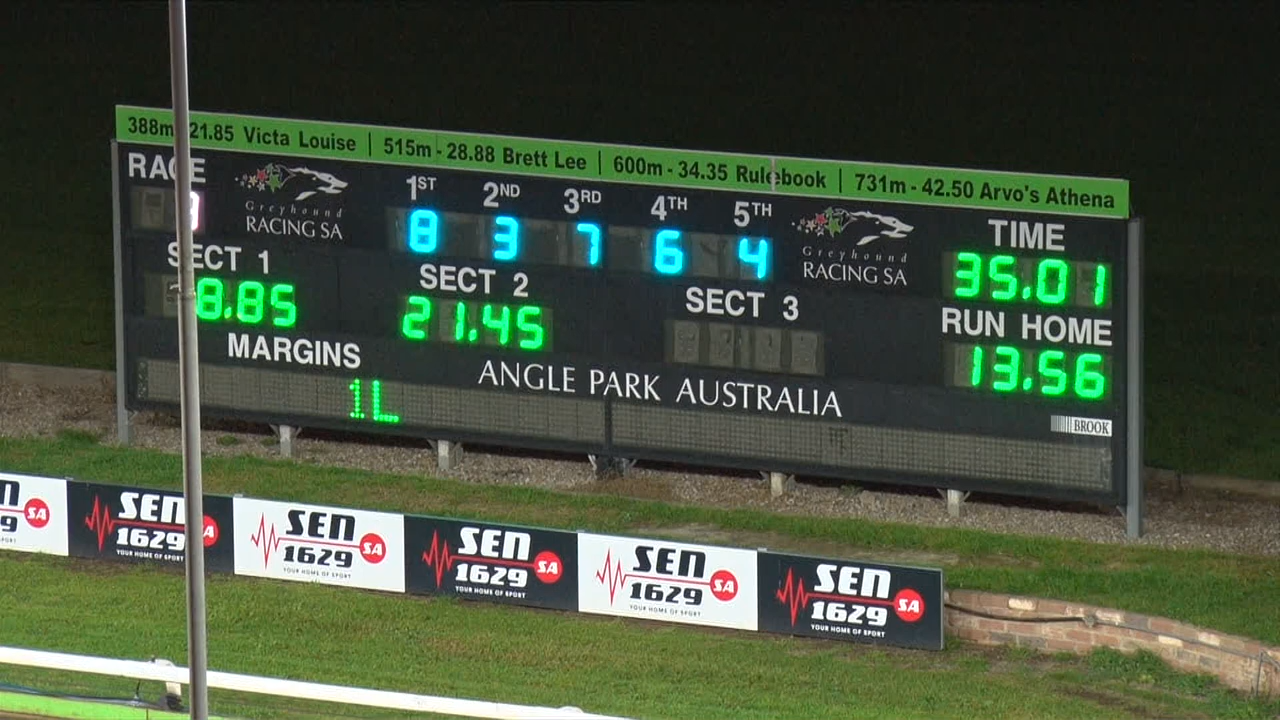 388m 21.85 Victa Louise | 515m - 28.88 Brett Lee | 600m - 34.35 Rulebook | 731m - 42.50 Arvo's Athena
RACE
Greyhound
RACING SA
1ST 2ND 3RD 4TH 5TH
8 3 7 6 4
Greyhound
RACING SA
TIME
35.01
SECT 1
8.85
SECT 2
21.45
SECT 3
RUN HOME
13.56
MARGINS
1L
ANGLE PARK AUSTRALIA
BROOK
N
9
SA
SEN
1629
SA
YOUR HOME OF SPORT
SEN
1629
SA
YOUR HOME OF SPORT
SEN
1629
SA
YOUR HOME OF SPORT
SEN
1629
SA
YOUR HOME OF SPORT
SEN
1629
SA
YOUR HOME OF SPORT